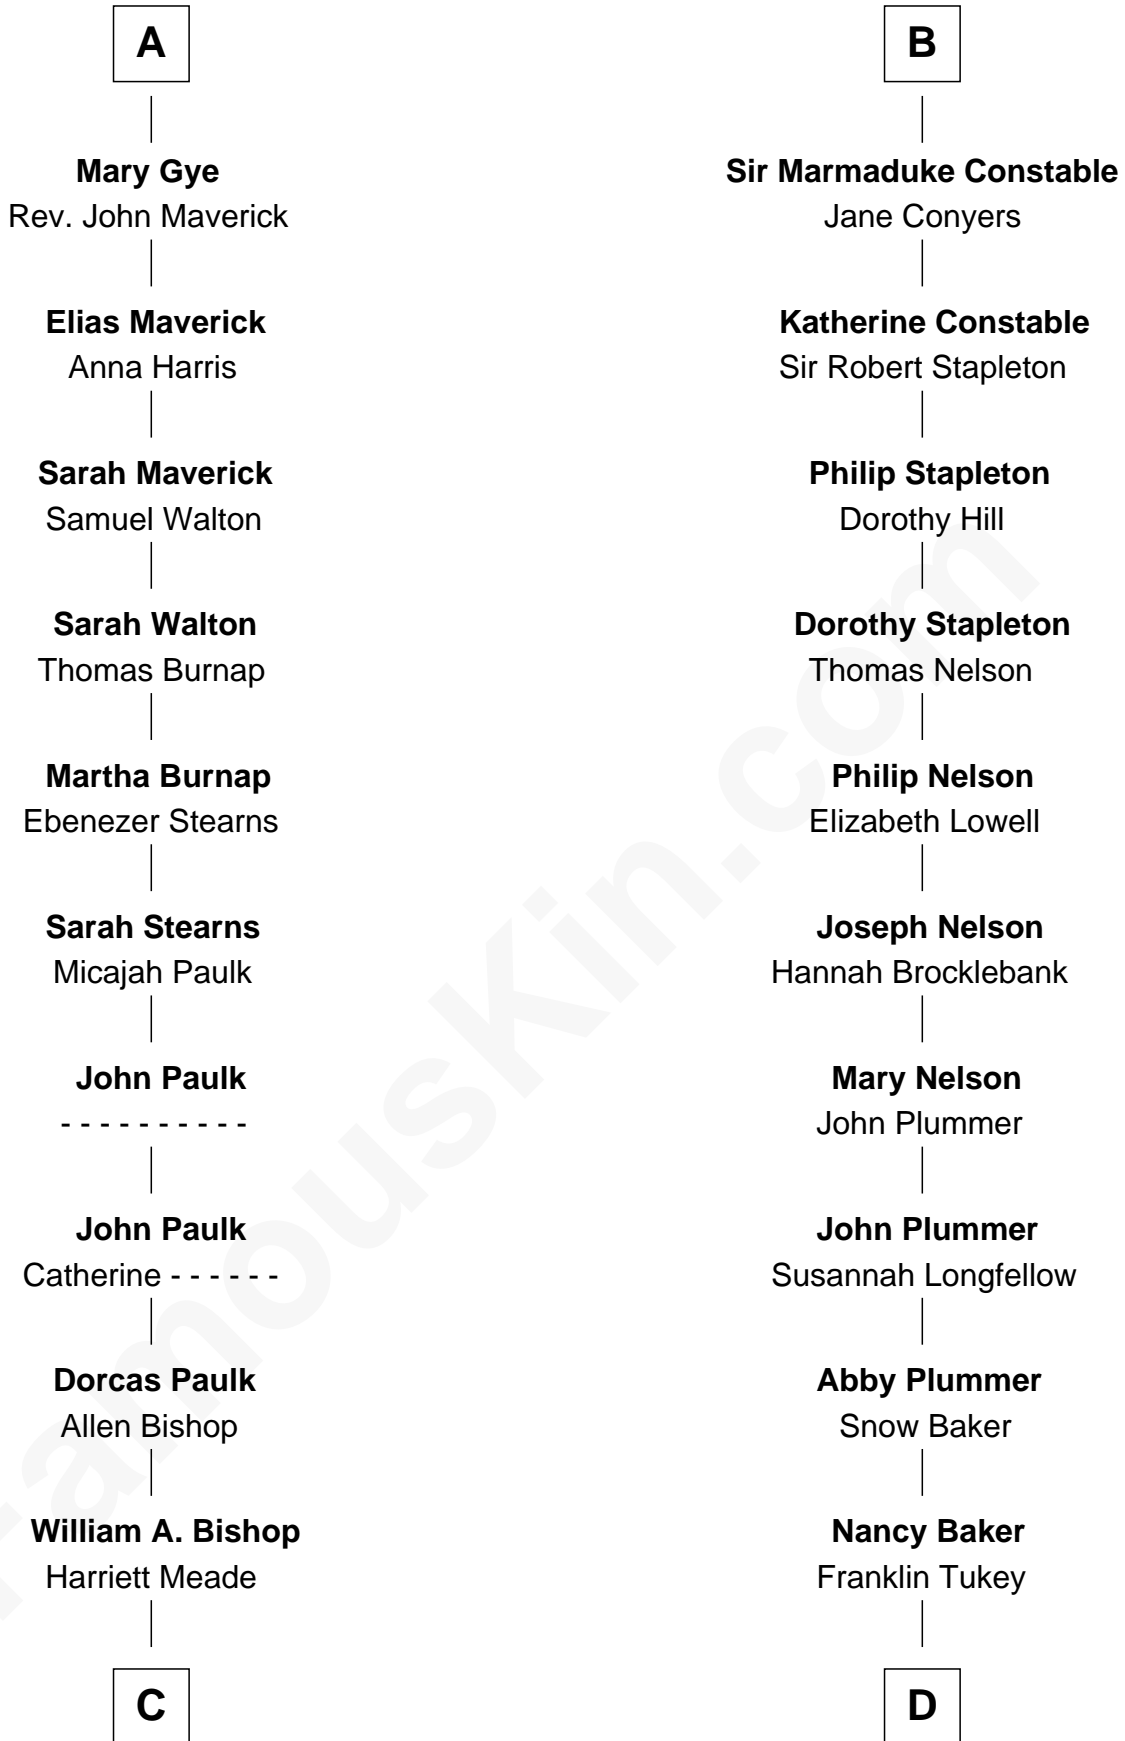 A
Mary Gye
Rev. John Maverick
Elias Maverick
Anna Harris
Sarah Maverick
Samuel Walton
Sarah Walton
Thomas Burnap
Martha Burnap
Ebenezer Stearns
Sarah Stearns
Micajah Paulk
John Paulk
- - - - - - - - - -
John Paulk
Catherine - - - - - -
Dorcas Paulk
Allen Bishop
William A. Bishop
Harriett Meade
C
B
Sir Marmaduke Constable
Jane Conyers
Katherine Constable
Sir Robert Stapleton
Philip Stapleton
Dorothy Hill
Dorothy Stapleton
Thomas Nelson
Philip Nelson
Elizabeth Lowell
Joseph Nelson
Hannah Brocklebank
Mary Nelson
John Plummer
John Plummer
Susannah Longfellow
Abby Plummer
Snow Baker
Nancy Baker
Franklin Tukey
D
FamousKin.com